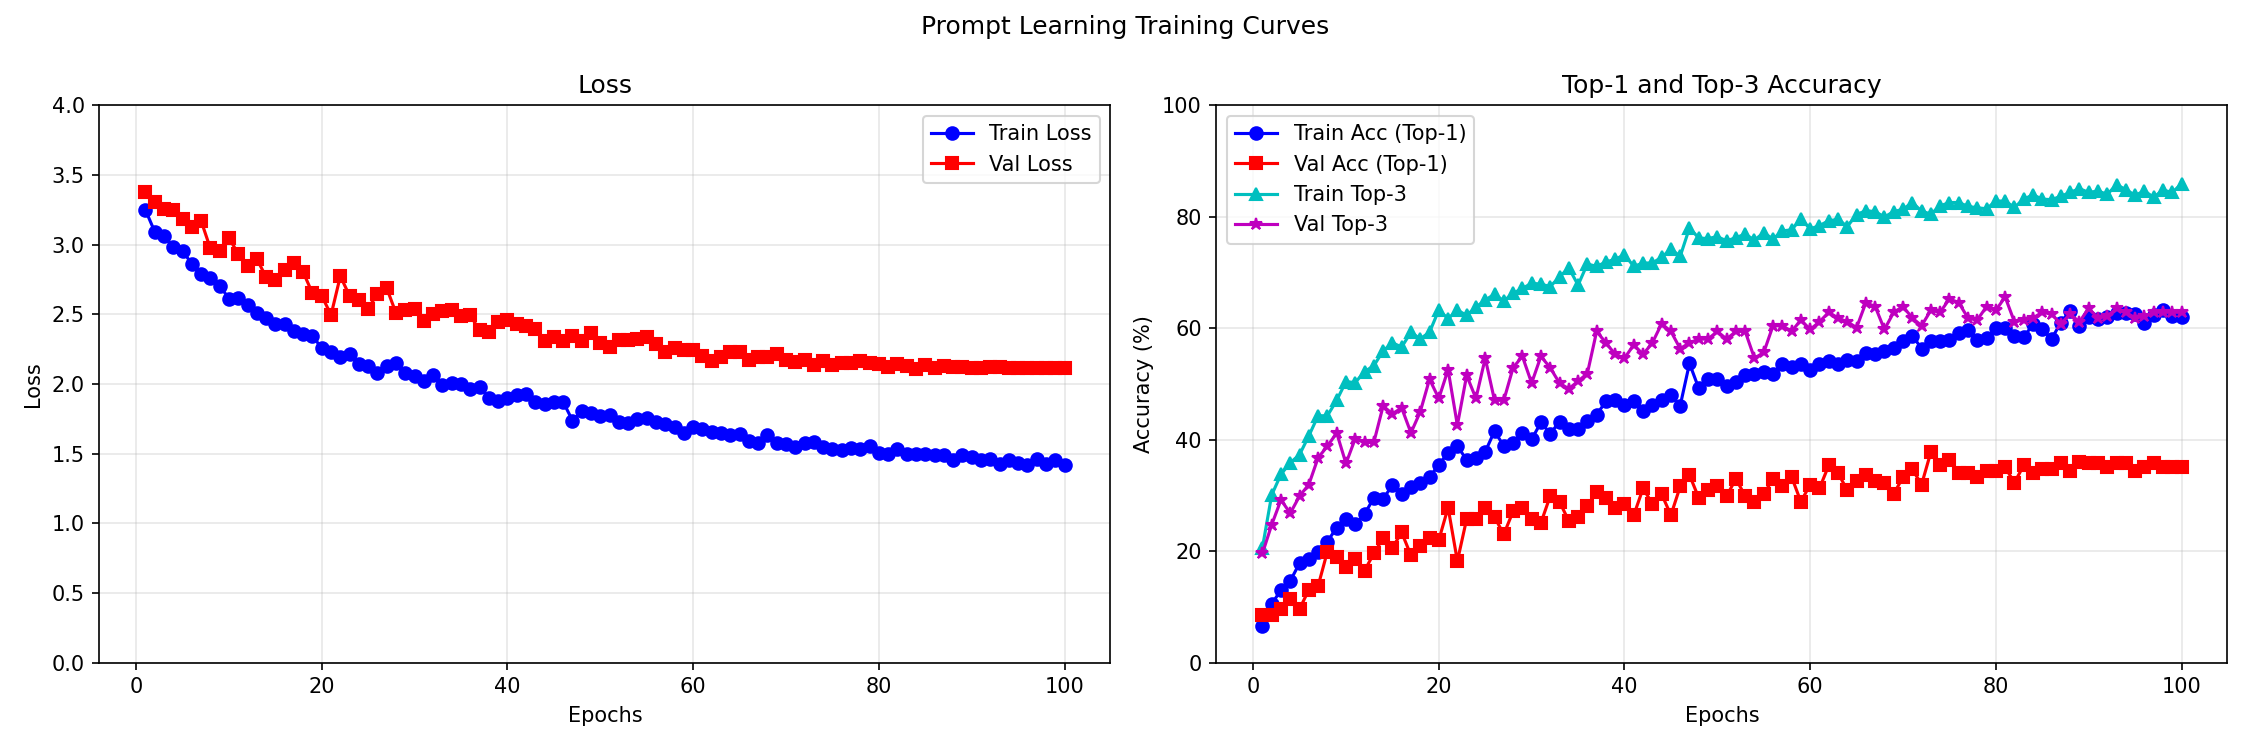 Prompt Learning Training Curves
Loss
4.0
3.5
3.0
2.5
2.0
1.5
1.0
0.5
0.0
Loss
Train Loss
Val Loss
0 20 40 60 80 100
Epochs
Top-1 and Top-3 Accuracy
100
80
60
40
20
0
Accuracy (%)
Train Acc (Top-1)
Val Acc (Top-1)
Train Top-3
Val Top-3
0 20 40 60 80 100
Epochs